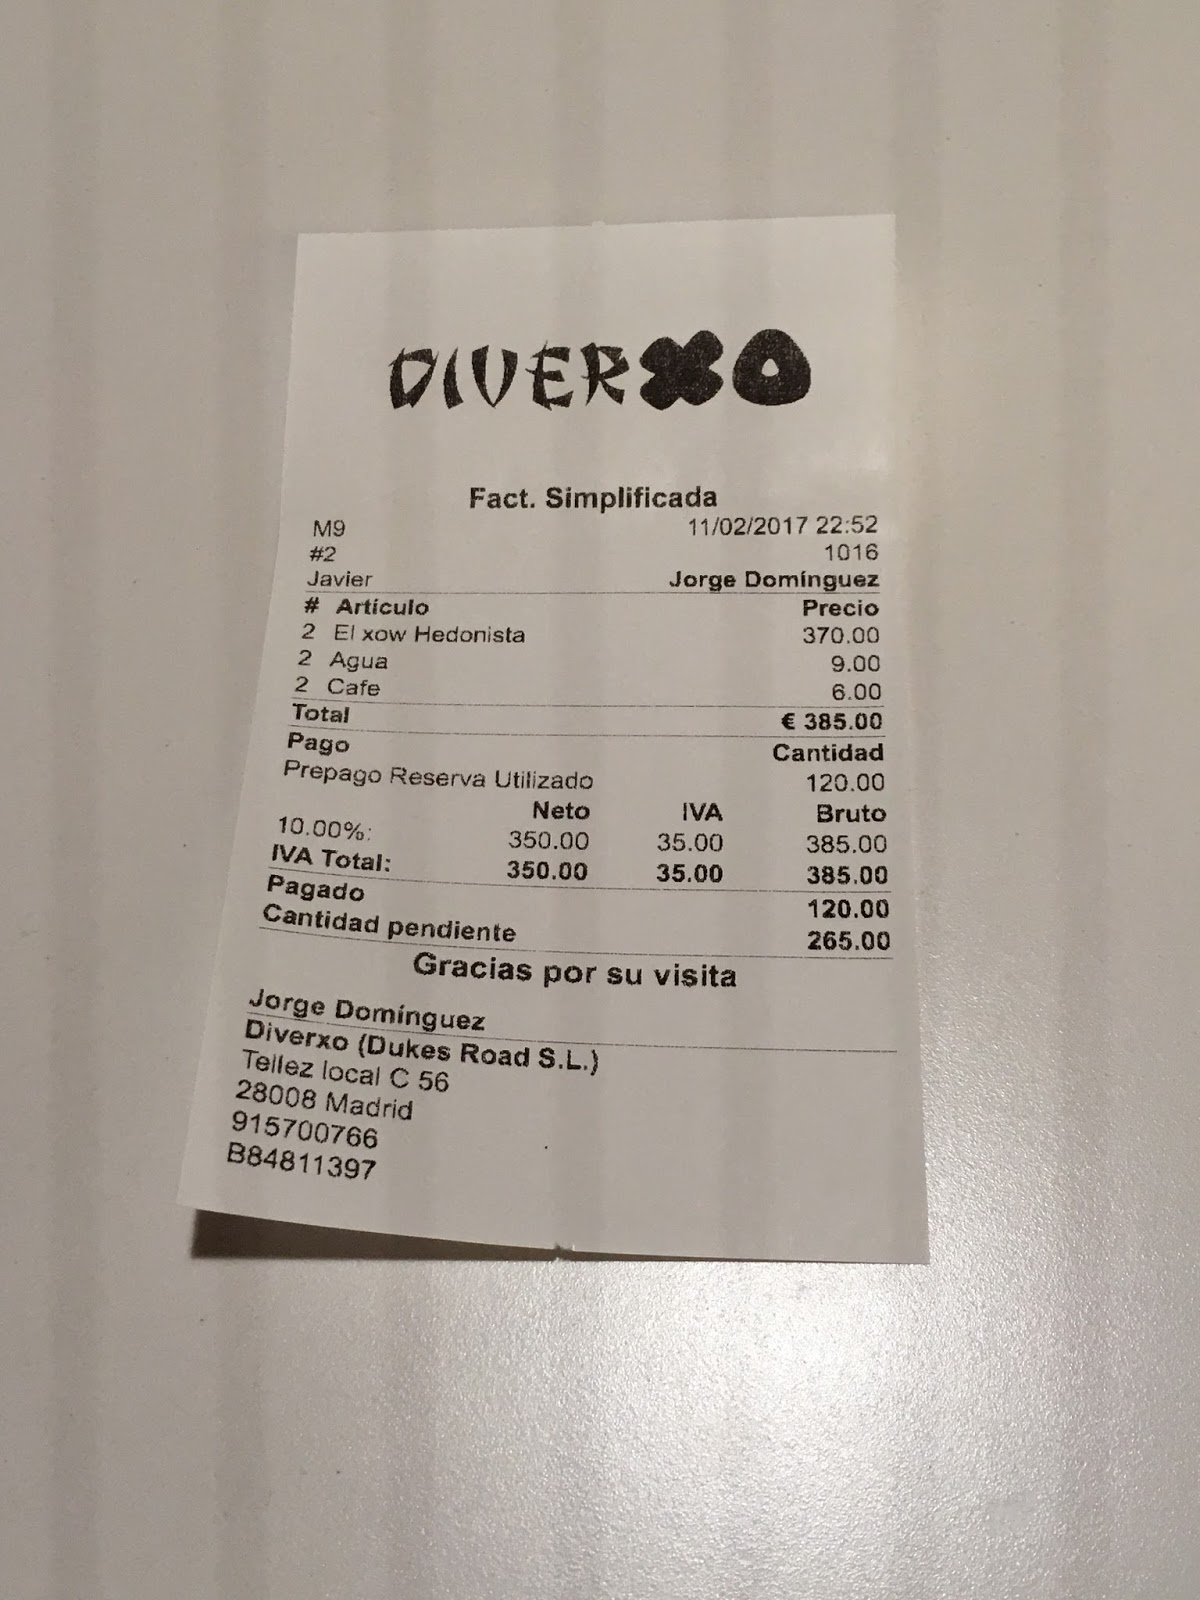 DIVERXO
Fact. Simplificada
M9 11/02/2017 22:52
#2 1016
Javier Jorge Domínguez
# Artículo Precio
2 El xow Hedonista 370.00
2 Agua 9.00
2 Cafe 6.00
Total € 385.00
Pago Cantidad
Prepago Reserva Utilizado 120.00
Neto IVA Bruto
10.00%: 350.00 35.00 385.00
IVA Total: 350.00 35.00 385.00
Pagado 120.00
Cantidad pendiente 265.00
Gracias por su visita
Jorge Domínguez
Diverxo (Dukes Road S.L.)
Tellez local C 56
28008 Madrid
915700766
B84811397